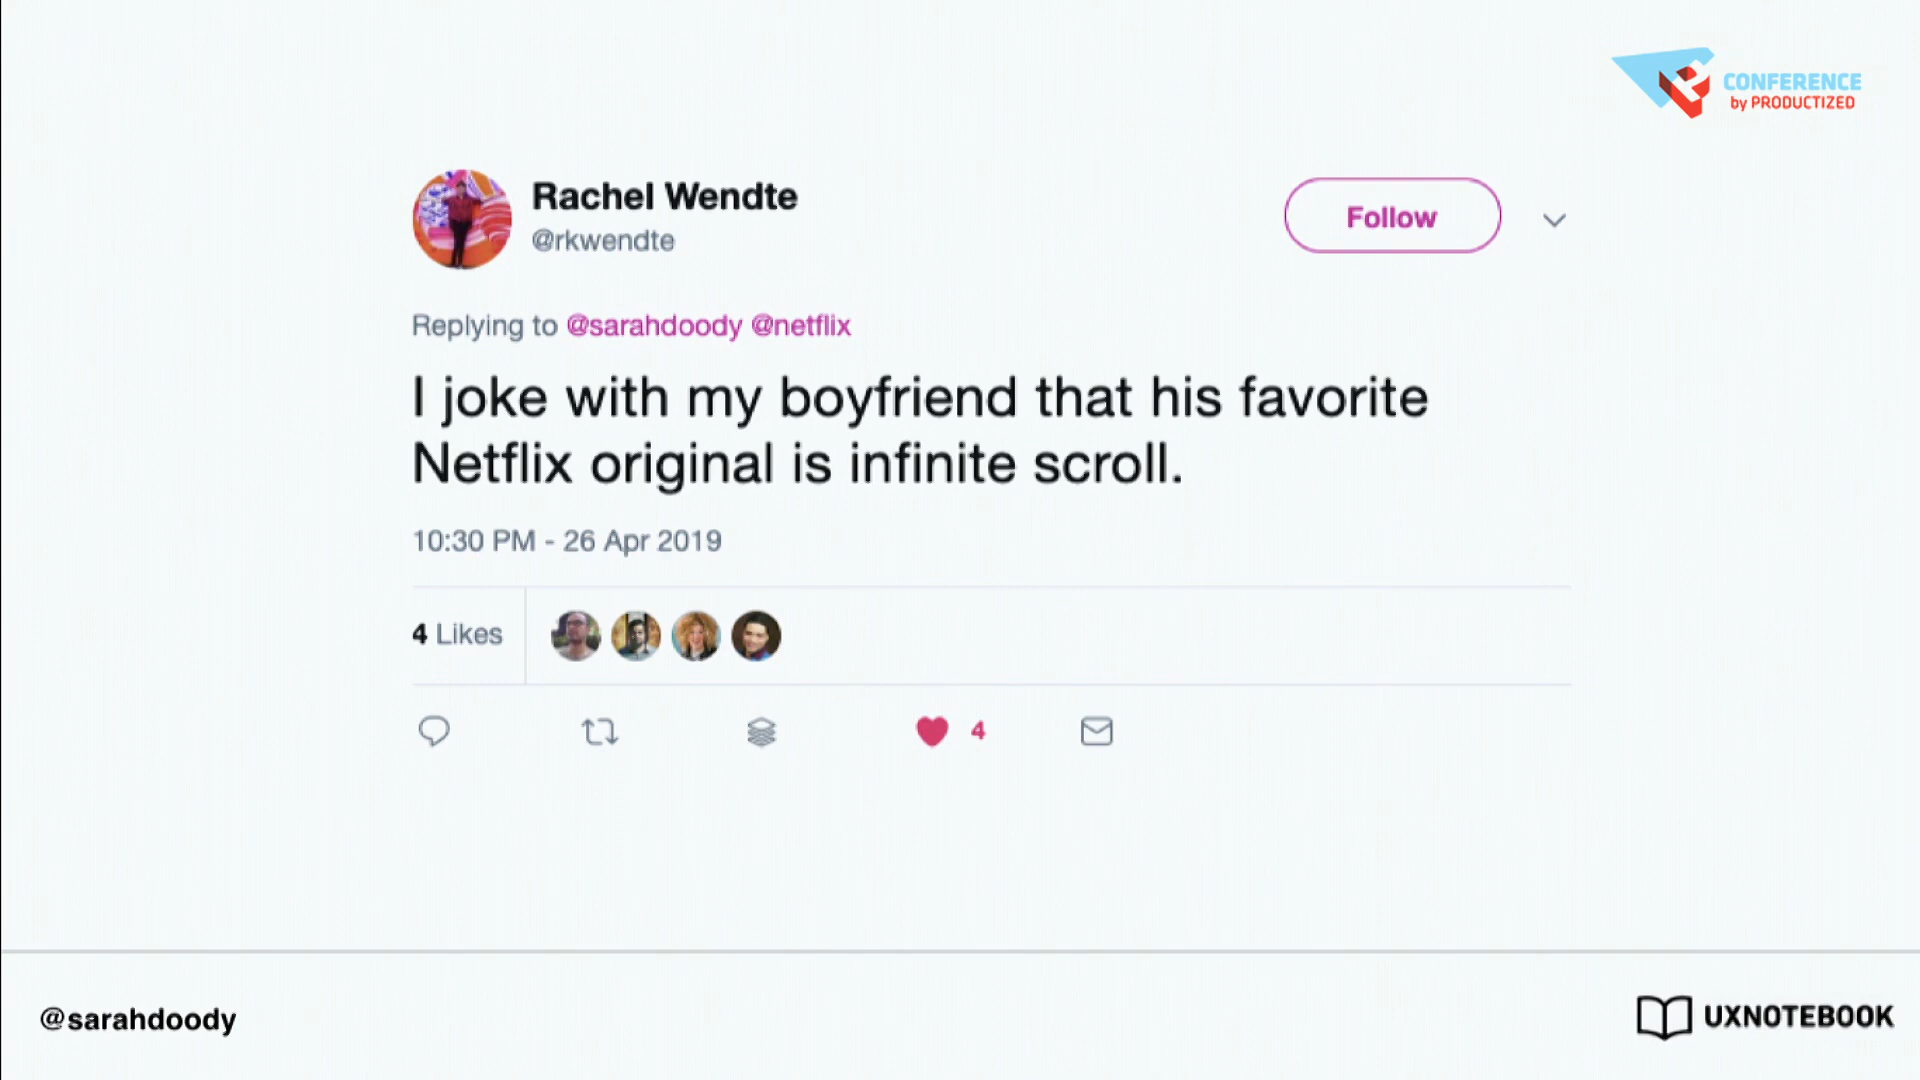 CONFERENCE
by PRODUCTIZED
Rachel Wendte
@rkwendte
Follow
Replying to @sarahdoody @netflix
I joke with my boyfriend that his favorite
Netflix original is infinite scroll.
10:30 PM - 26 Apr 2019
4 Likes
4
@sarahdoody
UXNOTEBOOK